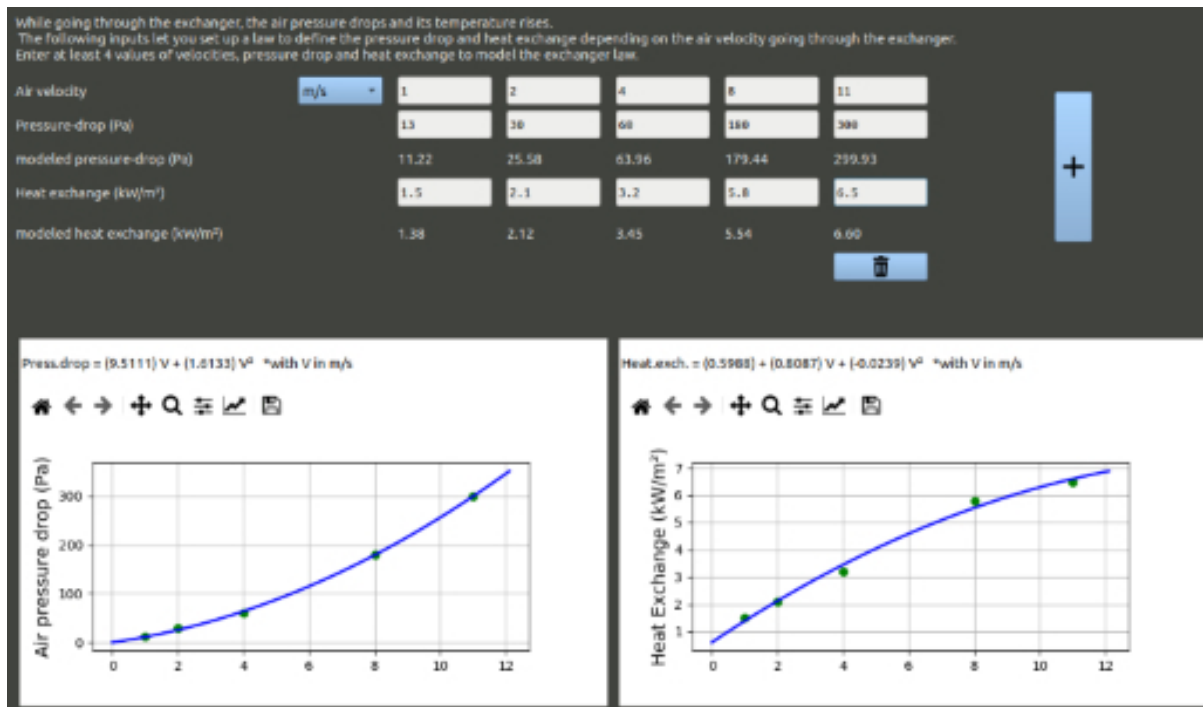 While going through the exchanger, the air pressure drops and its temperature rises.
The following inputs let you set up a law to define the pressure drop and heat exchange depending on the air velocity going through the exchanger.
Enter at least 4 values of velocities, pressure drop and heat exchange to model the exchanger law.
Air velocity m/s 1 2 4 8 11
Pressure-drop (Pa) 13 30 60 180 300
modeled pressure-drop (Pa) 11.22 25.58 63.96 179.44 299.93
+
Heat exchange (kW/m²) 1.5 2.1 3.2 5.8 6.5
modeled heat exchange (kW/m²) 1.38 2.12 3.45 5.54 6.60
Press.drop = (9.5111) V + (1.6133) V² *with V in m/s
Air pressure drop (Pa)
300
200
100
0
0 2 4 6 8 10 12
Heat.exch. = (0.5988) + (0.8087) V + (-0.0239) V² *with V in m/s
Heat Exchange (kW/m²)
7
6
5
4
3
2
1
0 2 4 6 8 10 12